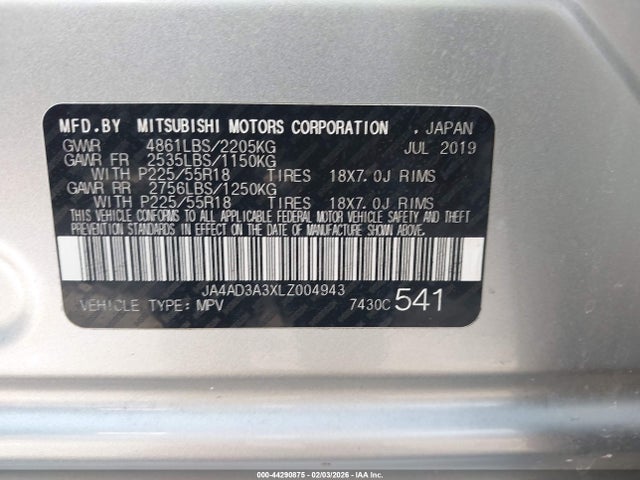 MFD.BY MITSUBISHI MOTORS CORPORATION . JAPAN
GVWR 4861LBS/2205KG JUL 2019
GAWR FR 2535LBS/1150KG
WITH P225/55R18 TIRES 18X7.0J RIMS
GAWR RR 2756LBS/1250KG
WITH P225/55R18 TIRES 18X7.0J RIMS
THIS VEHICLE CONFORMS TO ALL APPLICABLE FEDERAL MOTOR VEHICLE SAFETY AND THEFT
PREVENTION STANDARDS IN EFFECT ON THE DATE OF MANUFACTURE SHOWN ABOVE.
JA4AD3A3XLZ004943
VEHICLE TYPE: MPV 7430C 541
000-44290875 - 02/03/2026 - IAA Inc.